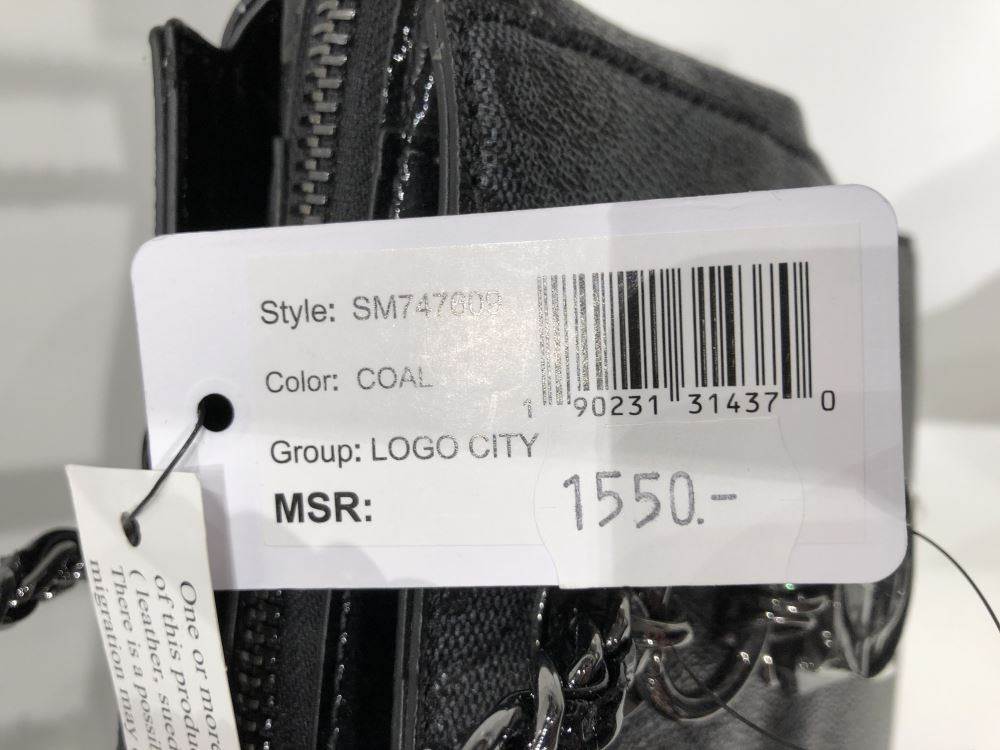 Style: SM747609
Color: COAL
1 90231 31437 0
Group: LOGO CITY
MSR: 1550.-
One or more
of this produ
(leather, sued
There is a possil
migration may